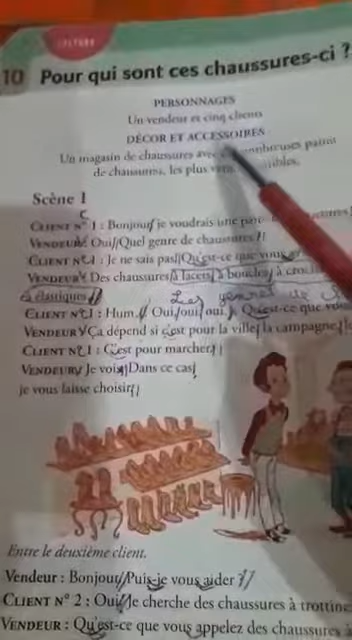 CULTURE
10 Pour qui sont ces chaussures-ci ?
PERSONNAGES
Un vendeur et cinq clients
DÉCOR ET ACCESSOIRES
Un magasin de chaussures avec nombreuses paires
de chaussures, les plus
Scène 1
CLIENT N° 1 : Bonjour, je voudrais une
VENDEUR : Oui. Quel genre de chaussures ?
CLIENT N° 1 : Je ne sais pas. Qu'est-ce que vous
VENDEUR : Des chaussures à lacets, à boucles, à
élastiques
Les genres de
CLIENT N° 1 : Hum. Oui, oui, oui. Qu'est-ce que vous
VENDEUR : Ça dépend si c'est pour la ville, la campagne,
CLIENT N° 1 : C'est pour marcher.
VENDEUR : Je vois. Dans ce cas,
je vous laisse choisir.
Entre le deuxième client.
Vendeur : Bonjour. Puis-je vous aider ?
CLIENT N° 2 : Oui. Je cherche des chaussures à
VENDEUR : Qu'est-ce que vous appelez des chaussures à